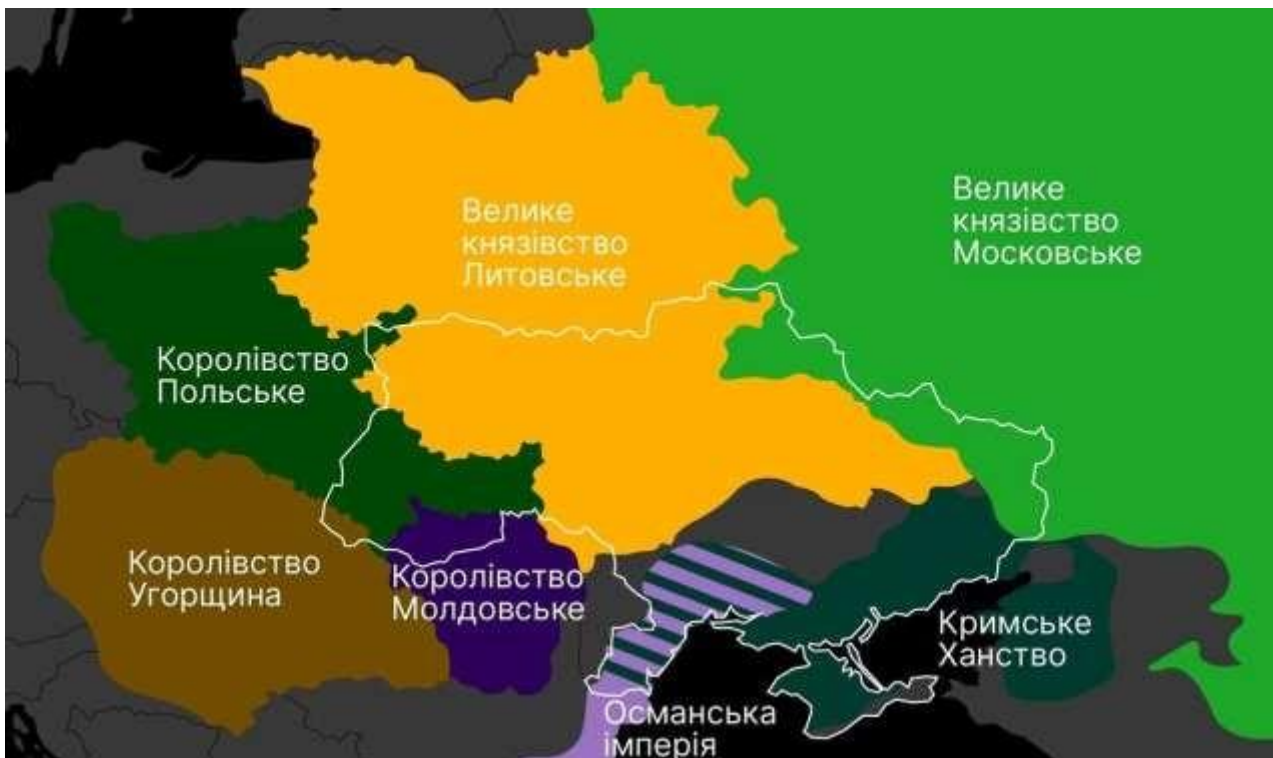 Велике
князівство
Литовське
Велике
князівство
Московське
Королівство
Польське
Королівство
Угорщина
Королівство
Молдовське
Кримське
Ханство
Османська
імперія